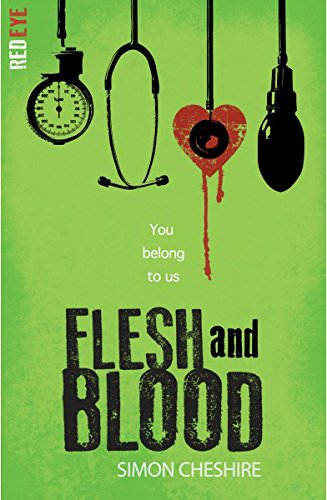 RED EYE
You
belong
to us
FLESH and
BLOOD
SIMON CHESHIRE